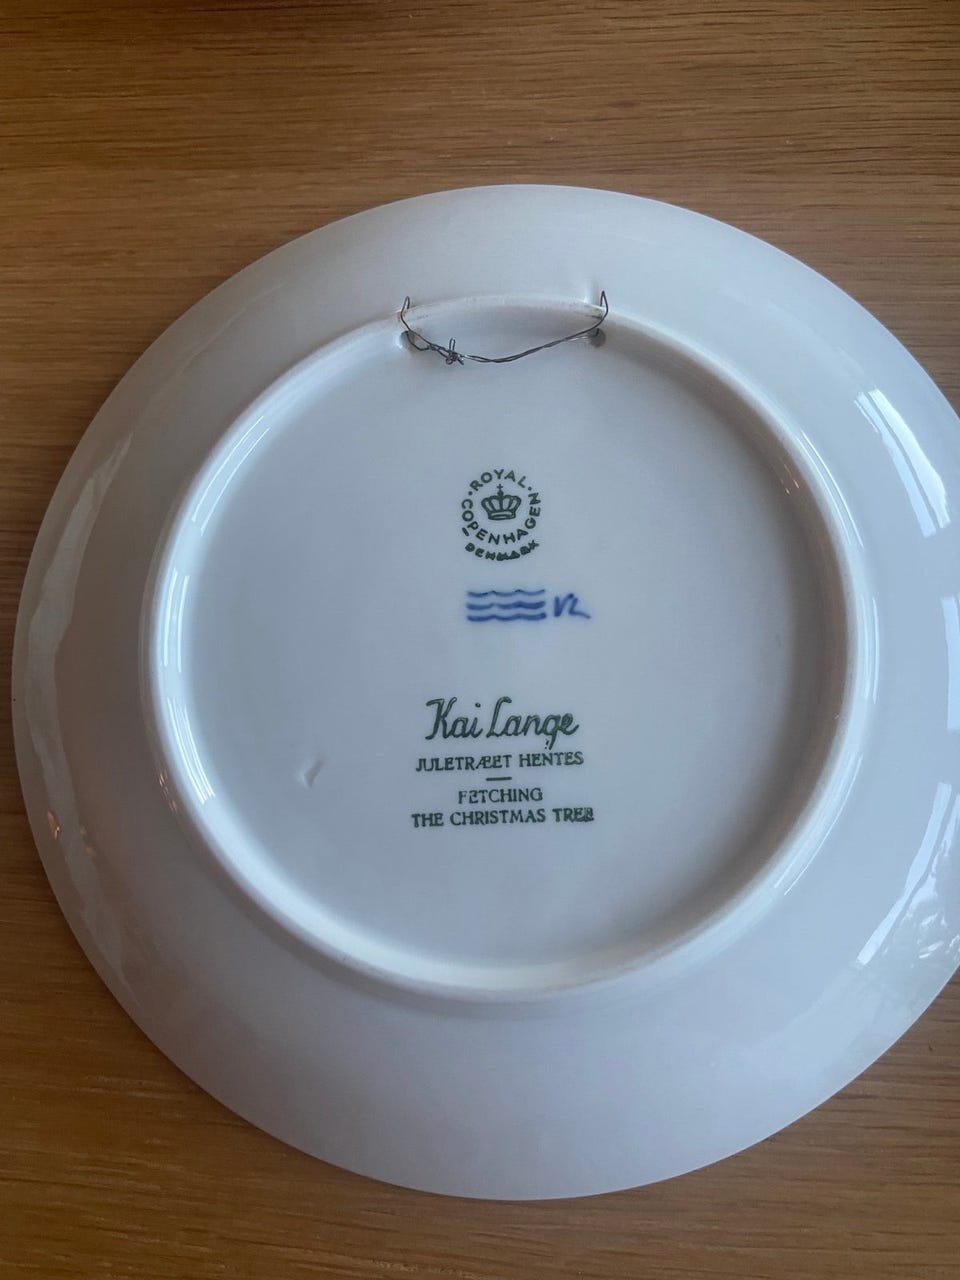 ROYAL · COPENHAGEN ·
DENMARK
Kai Lange
JULETRÆET HENTES
FETCHING
THE CHRISTMAS TREE